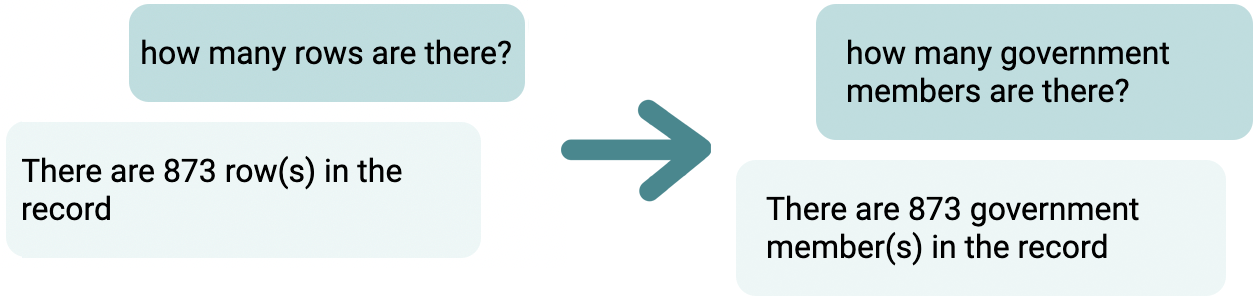 how many rows are there?
There are 873 row(s) in the
record
how many government
members are there?
There are 873 government
member(s) in the record